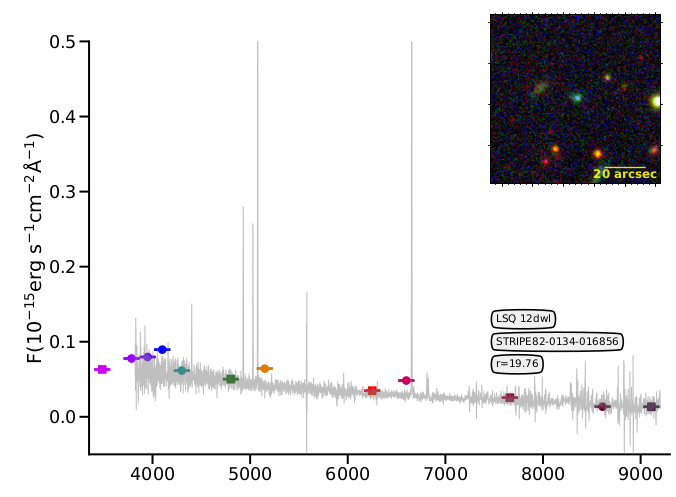 0.5
0.4
0.3
0.2
0.1
0.0
F(10⁻¹⁵erg s⁻¹cm⁻²Å⁻¹)
20 arcsec
LSQ 12dwl
STRIPE82-0134-016856
r=19.76
4000 5000 6000 7000 8000 9000